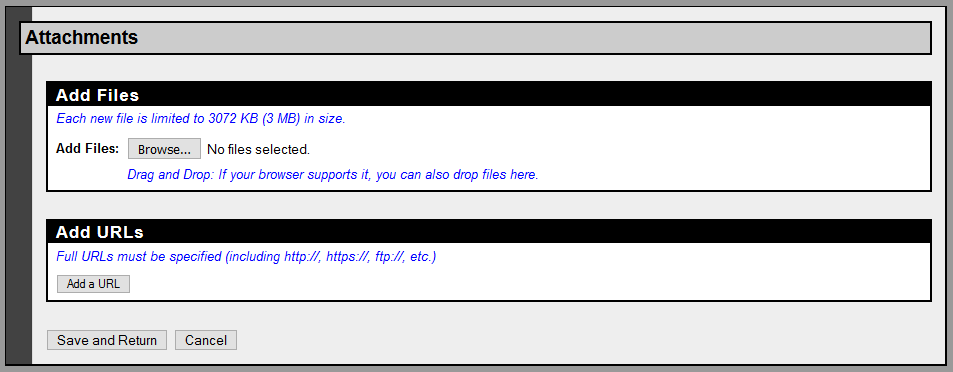 Attachments
Add Files
Each new file is limited to 3072 KB (3 MB) in size.
Add Files: Browse... No files selected.
Drag and Drop: If your browser supports it, you can also drop files here.
Add URLs
Full URLs must be specified (including http://, https://, ftp://, etc.)
Add a URL
Save and Return Cancel